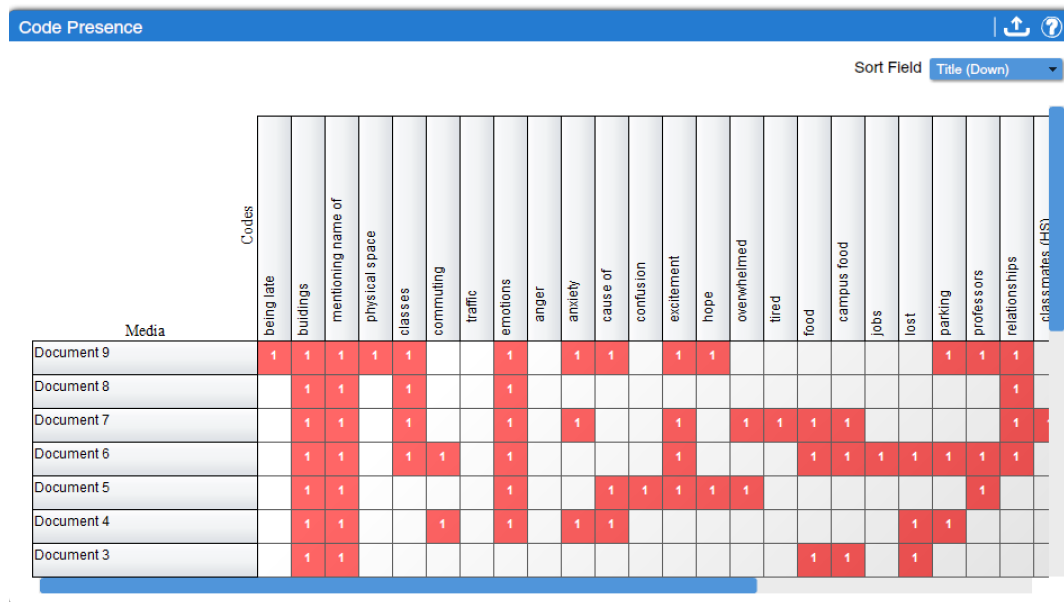 Code Presence
Sort Field Title (Down)
Codes
being late
buidings
mentioning name of
physical space
classes
commuting
traffic
emotions
anger
anxiety
cause of
confusion
excitement
hope
overwhelmed
tired
food
campus food
jobs
lost
parking
professors
relationships
classmates (HS)
Media
Document 9 1 1 1 1 1 1 1 1 1 1 1 1 1
Document 8 1 1 1 1 1
Document 7 1 1 1 1 1 1 1 1 1 1 1 1
Document 6 1 1 1 1 1 1 1 1 1 1 1 1 1
Document 5 1 1 1 1 1 1 1 1 1
Document 4 1 1 1 1 1 1 1 1
Document 3 1 1 1 1 1